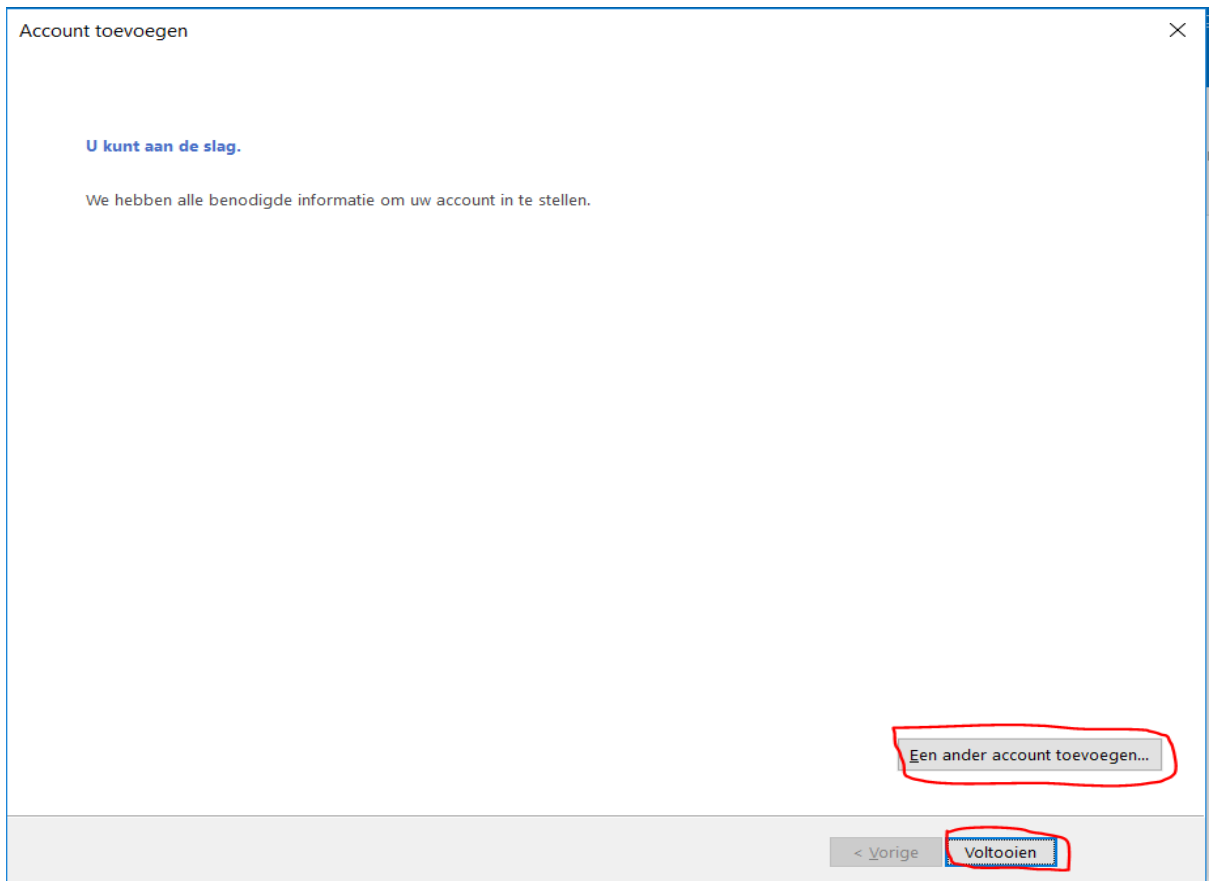 Account toevoegen
U kunt aan de slag.
We hebben alle benodigde informatie om uw account in te stellen.
Een ander account toevoegen...
< Vorige
Voltooien